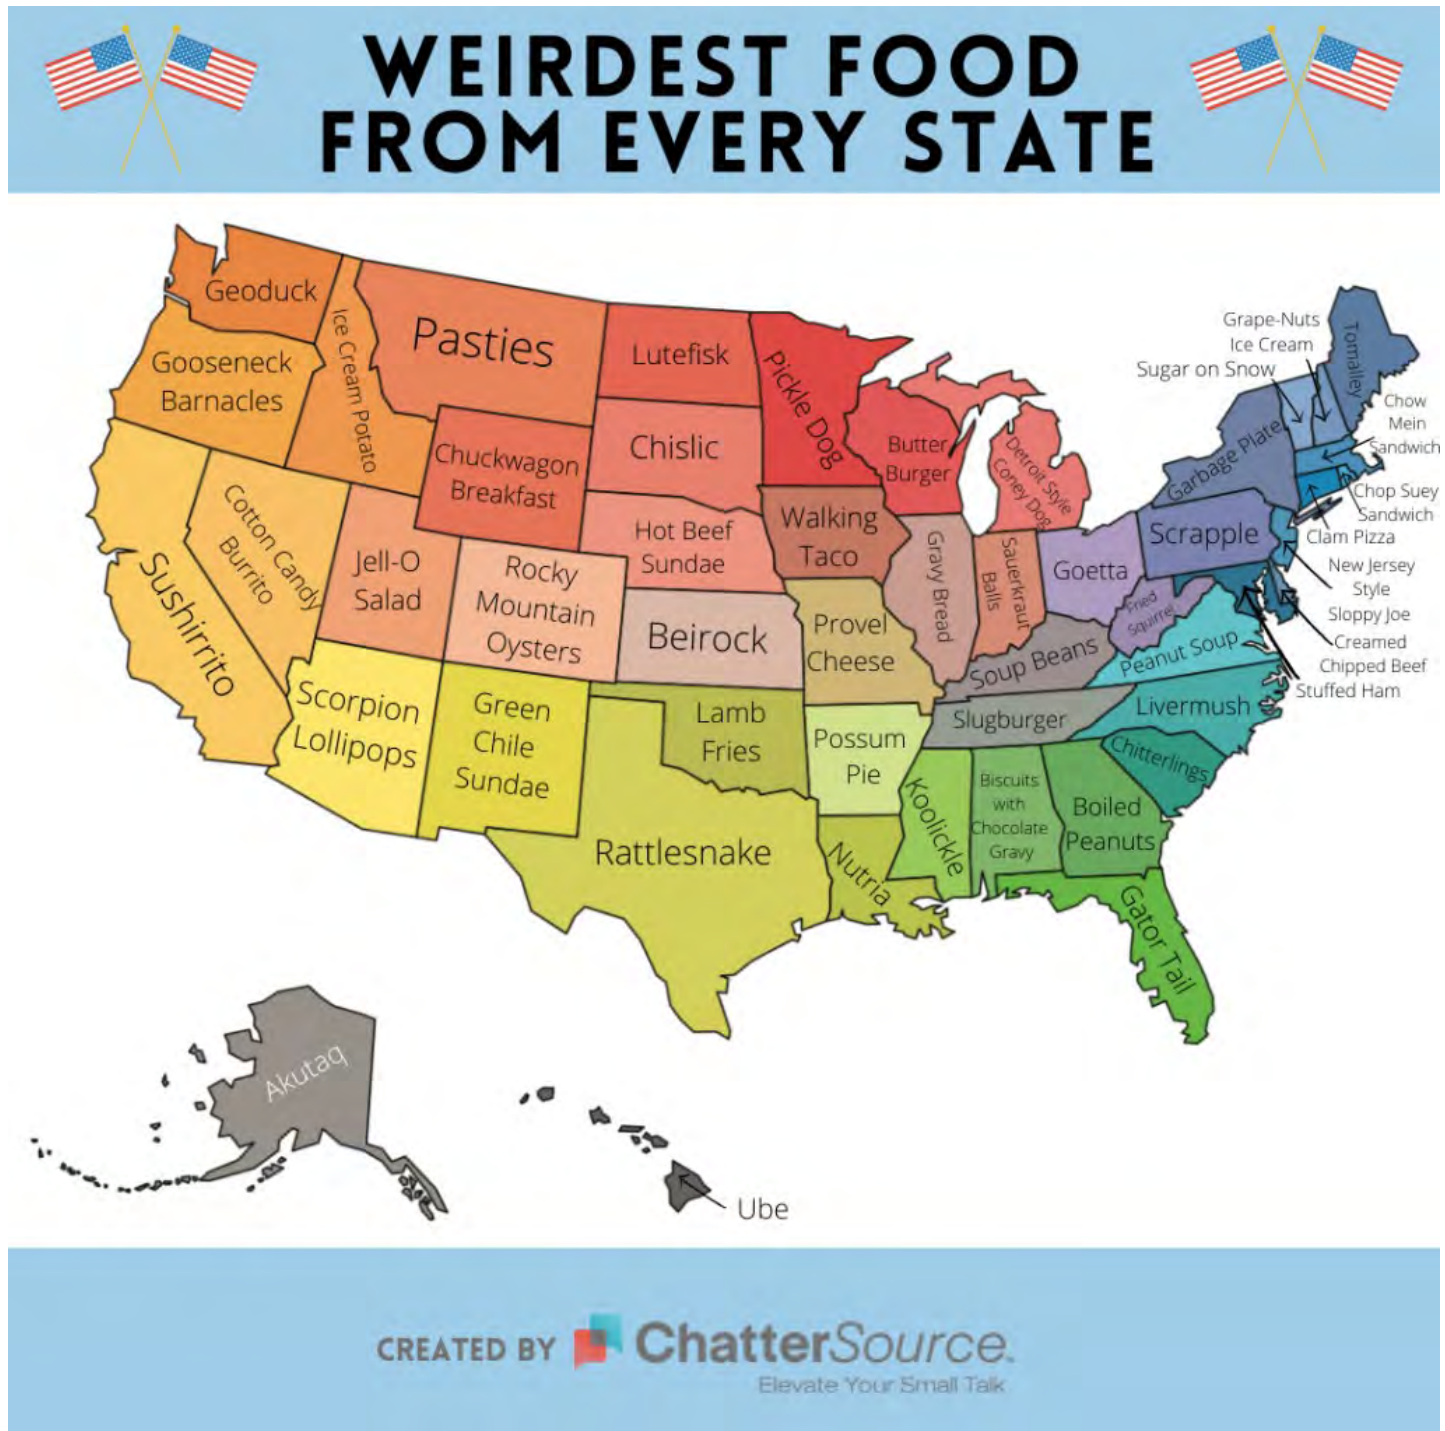 WEIRDEST FOOD
FROM EVERY STATE
Geoduck
Gooseneck
Barnacles
Ice Cream Potato
Pasties
Lutefisk
Pickle Dog
Butter
Burger
Detroit Style
Coney Dog
Grape-Nuts
Ice Cream
Sugar on Snow
Tomalley
Chow
Mein
Sandwich
Garbage Plate
Chop Suey
Sandwich
Clam Pizza
New Jersey
Style
Sloppy Joe
Creamed
Chipped Beef
Stuffed Ham
Chuckwagon
Breakfast
Chislic
Hot Beef
Sundae
Walking
Taco
Gravy Bread
Sauerkraut
Balls
Goetta
Scrapple
Fried
Squirrel
Peanut Soup
Sushirrito
Cotton Candy
Burrito
Jell-O
Salad
Rocky
Mountain
Oysters
Beirock
Provel
Cheese
Soup Beans
Livermush
Scorpion
Lollipops
Green
Chile
Sundae
Lamb
Fries
Possum
Pie
Slugburger
Chitterlings
Rattlesnake
Nutria
Koolickle
Biscuits
with
Chocolate
Gravy
Boiled
Peanuts
Gator Tail
Akutaq
Ube
CREATED BY ChatterSource.
Elevate Your Small Talk